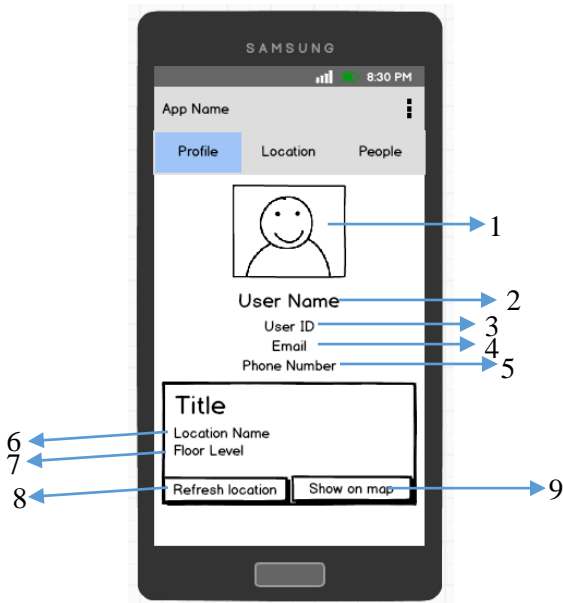 SAMSUNG
8:30 PM
App Name
Profile Location People
1
User Name 2
User ID 3
Email 4
Phone Number 5
Title
6 Location Name
7 Floor Level
8 Refresh location Show on map 9